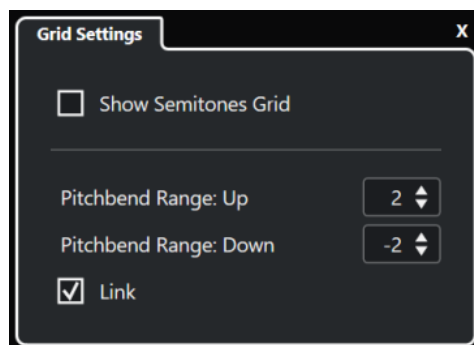 Grid Settings X
Show Semitones Grid
Pitchbend Range: Up 2
Pitchbend Range: Down -2
Link